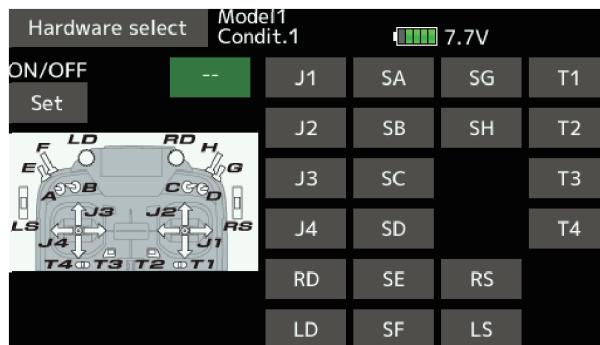 Hardware select
Model1
Condit.1
7.7V
ON/OFF
Set
--
J1 SA SG T1
J2 SB SH T2
J3 SC T3
J4 SD T4
RD SE RS
LD SF LS
F LD RD H
E G
A B C D
J3 J2
LS RS
J4 J1
T4 T3 T2 T1